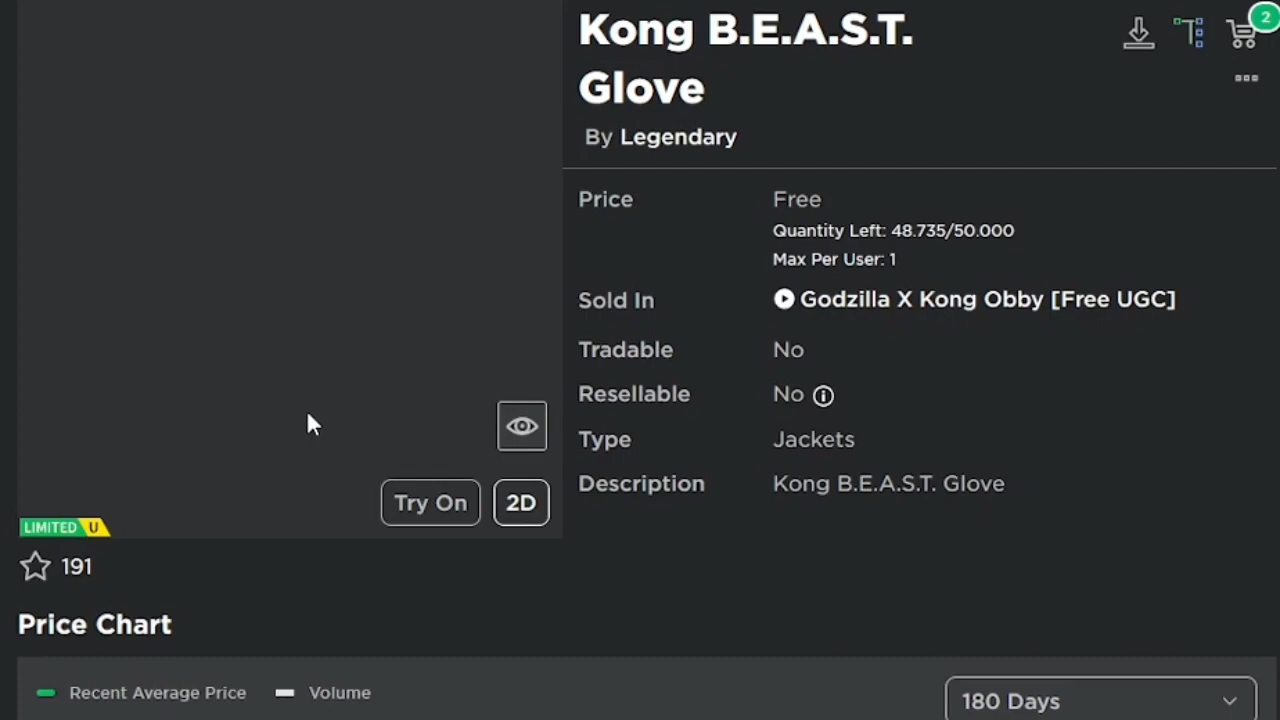 Kong B.E.A.S.T.
Glove
By Legendary
2
Price Free
Quantity Left: 48.735/50.000
Max Per User: 1
Sold In Godzilla X Kong Obby [Free UGC]
Tradable No
Resellable No
Type Jackets
Description Kong B.E.A.S.T. Glove
Try On 2D
LIMITED U
191
Price Chart
Recent Average Price Volume
180 Days